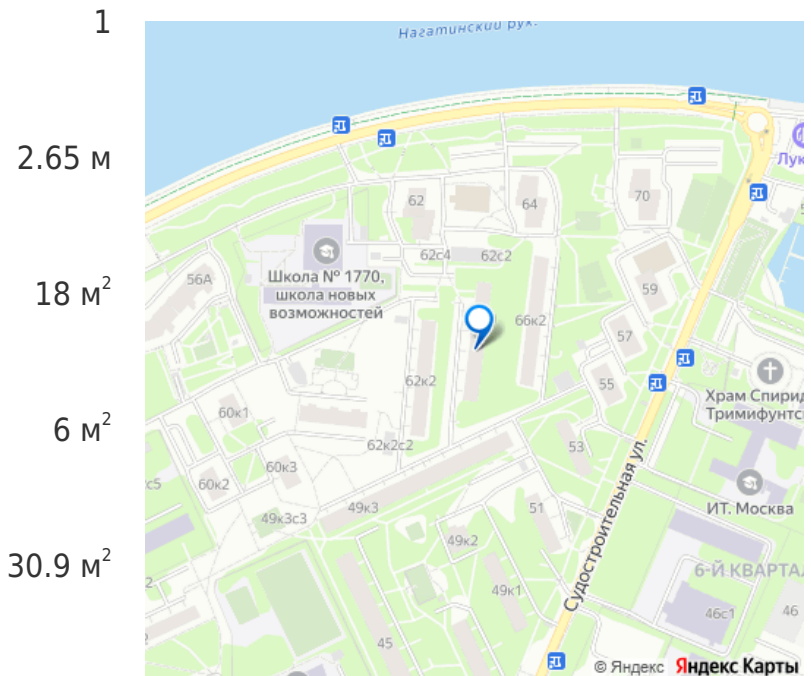 1
2.65 м
18 м²
6 м²
30.9 м²
Нагатинский рук.
Лук
62
64
70
62с4
62с2
Школа № 1770,
школа новых
возможностей
56А
59
66к2
57
62к2
55
Храм Спирид
Тримифунтс
60к1
62к2с2
53
60к3
60к2
с5
49к3
51
ИТ. Москва
49к3с3
49к2
Судостроительная ул.
6-Й КВАРТАЛ
49к1
46с1
46
45
© Яндекс Яндекс Карты